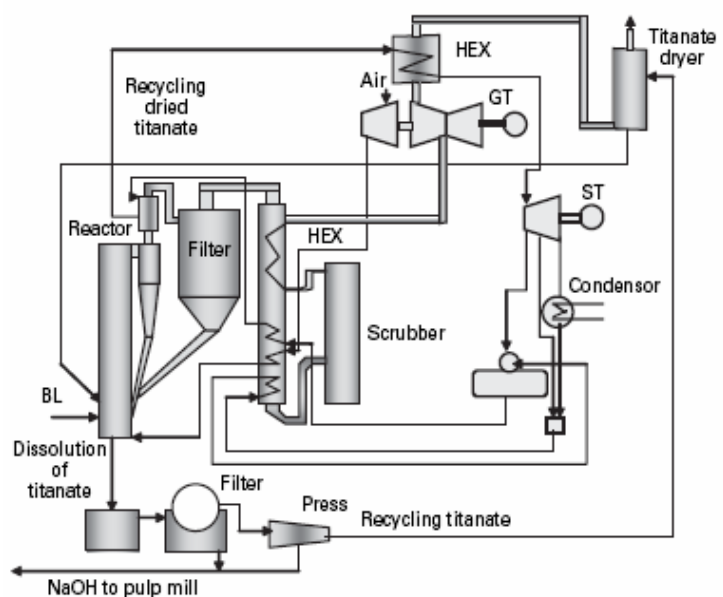 HEX
Titanate
dryer
Air
GT
Recycling
dried
titanate
ST
Reactor
Filter
HEX
Condensor
Scrubber
BL
Dissolution
of
titanate
Filter
Press
Recycling titanate
NaOH to pulp mill